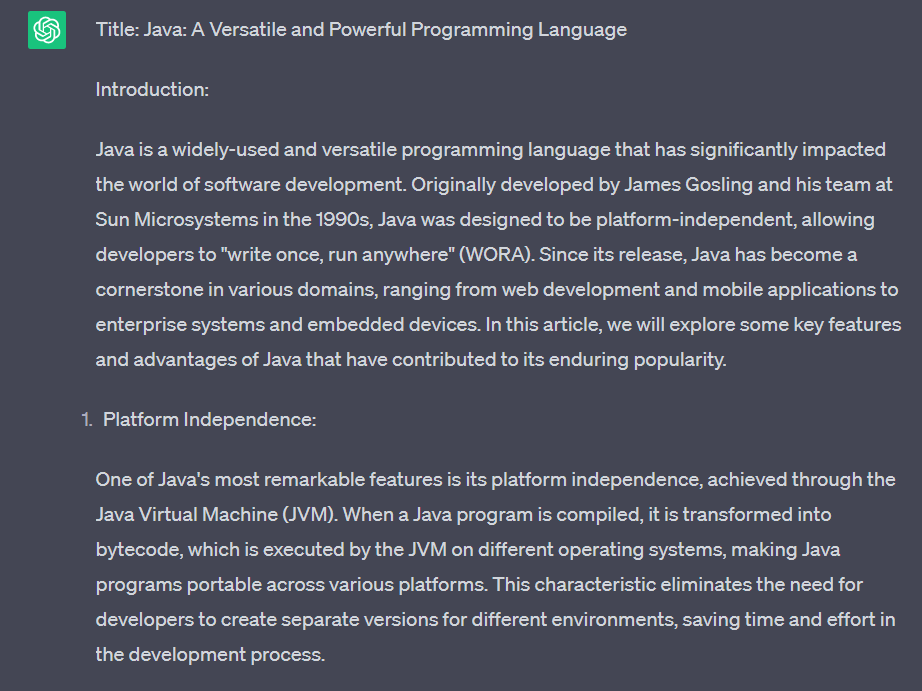 Title: Java: A Versatile and Powerful Programming Language
Introduction:
Java is a widely-used and versatile programming language that has significantly impacted
the world of software development. Originally developed by James Gosling and his team at
Sun Microsystems in the 1990s, Java was designed to be platform-independent, allowing
developers to "write once, run anywhere" (WORA). Since its release, Java has become a
cornerstone in various domains, ranging from web development and mobile applications to
enterprise systems and embedded devices. In this article, we will explore some key features
and advantages of Java that have contributed to its enduring popularity.
1. Platform Independence:
One of Java's most remarkable features is its platform independence, achieved through the
Java Virtual Machine (JVM). When a Java program is compiled, it is transformed into
bytecode, which is executed by the JVM on different operating systems, making Java
programs portable across various platforms. This characteristic eliminates the need for
developers to create separate versions for different environments, saving time and effort in
the development process.